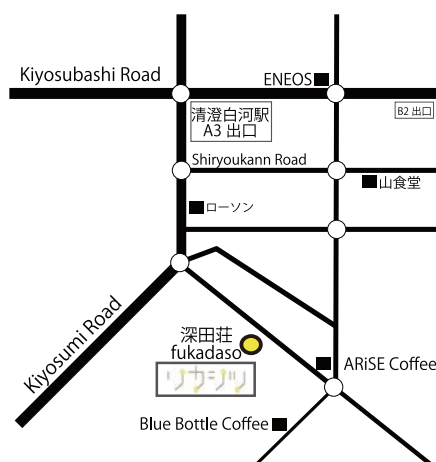 Kiyosubashi Road
ENEOS
清澄白河駅
A3 出口
B2 出口
Shiryoukann Road
山食堂
ローソン
Kiyosumi Road
深田荘
fukadaso
リカシツ
ARiSE Coffee
Blue Bottle Coffee